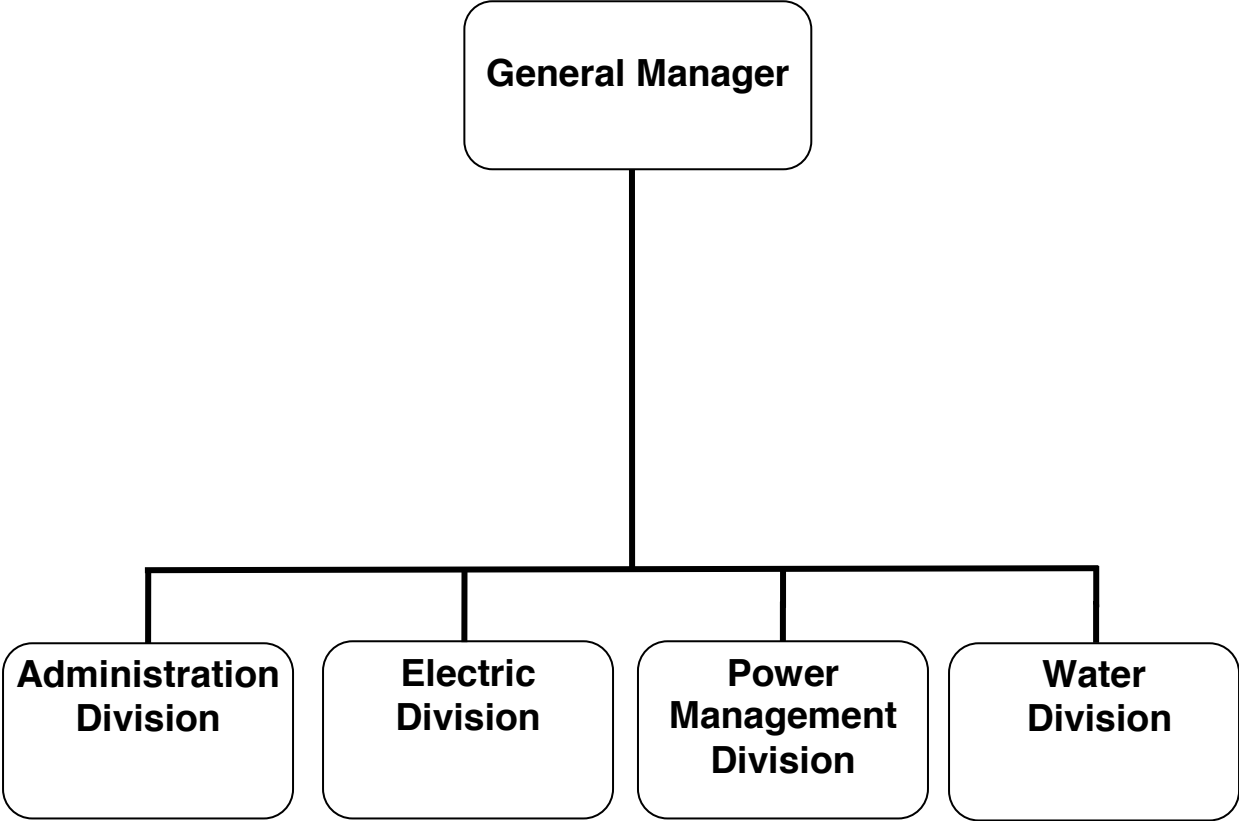 General Manager
Administration
Division
Electric
Division
Power
Management
Division
Water
Division